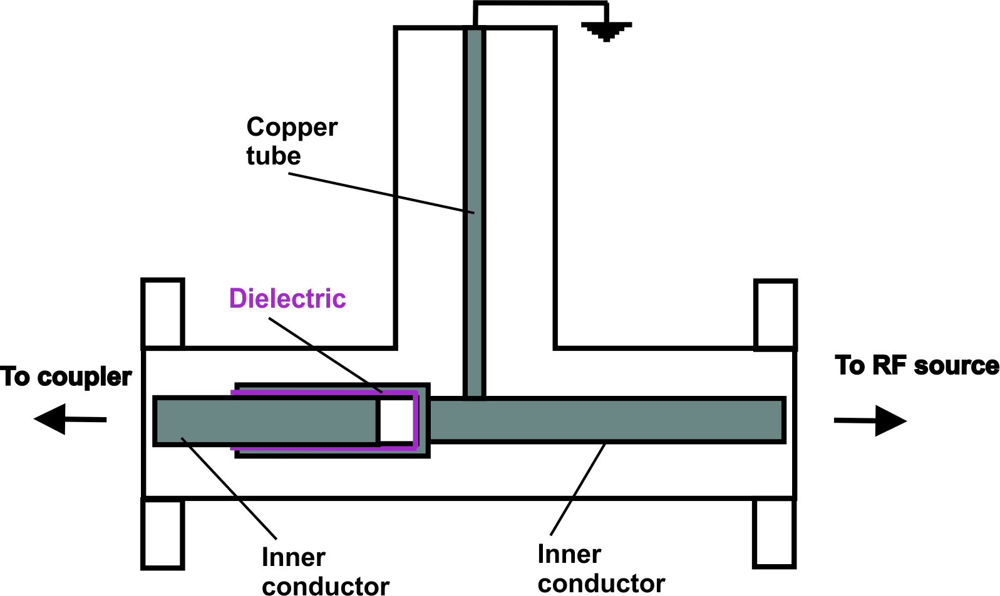 Copper
tube
Dielectric
To coupler
To RF source
Inner
conductor
Inner
conductor